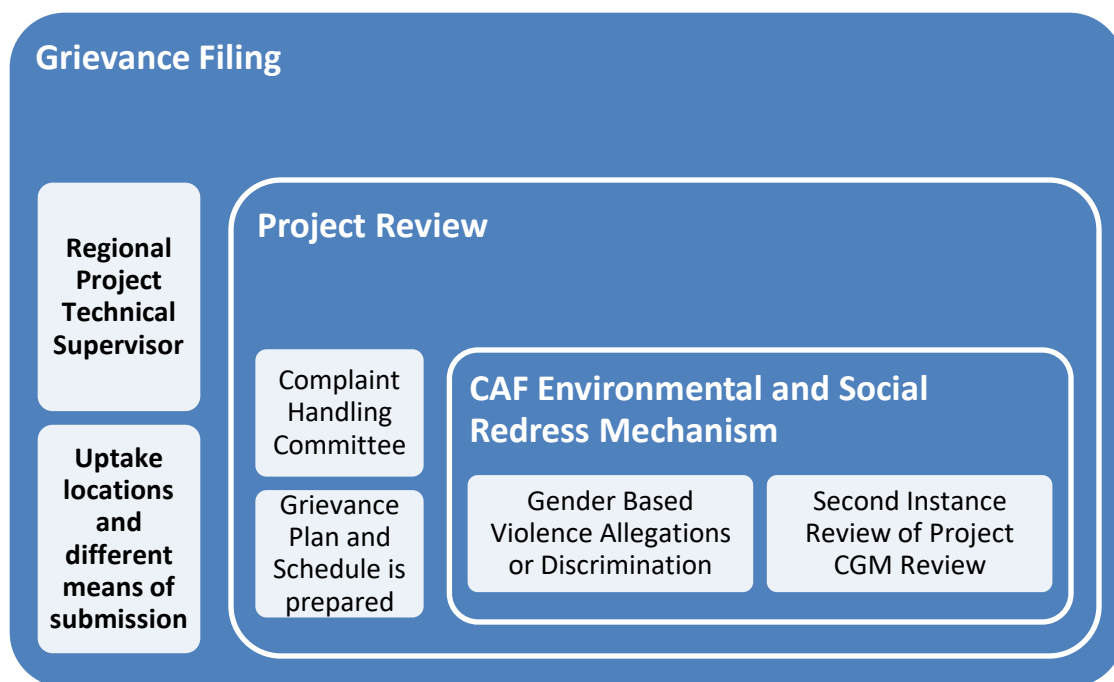 Grievance Filing
Regional
Project
Technical
Supervisor
Uptake
locations
and
different
means of
submission
Project Review
Complaint
Handling
Committee
Grievance
Plan and
Schedule is
prepared
CAF Environmental and Social
Redress Mechanism
Gender Based
Violence Allegations
or Discrimination
Second Instance
Review of Project
CGM Review